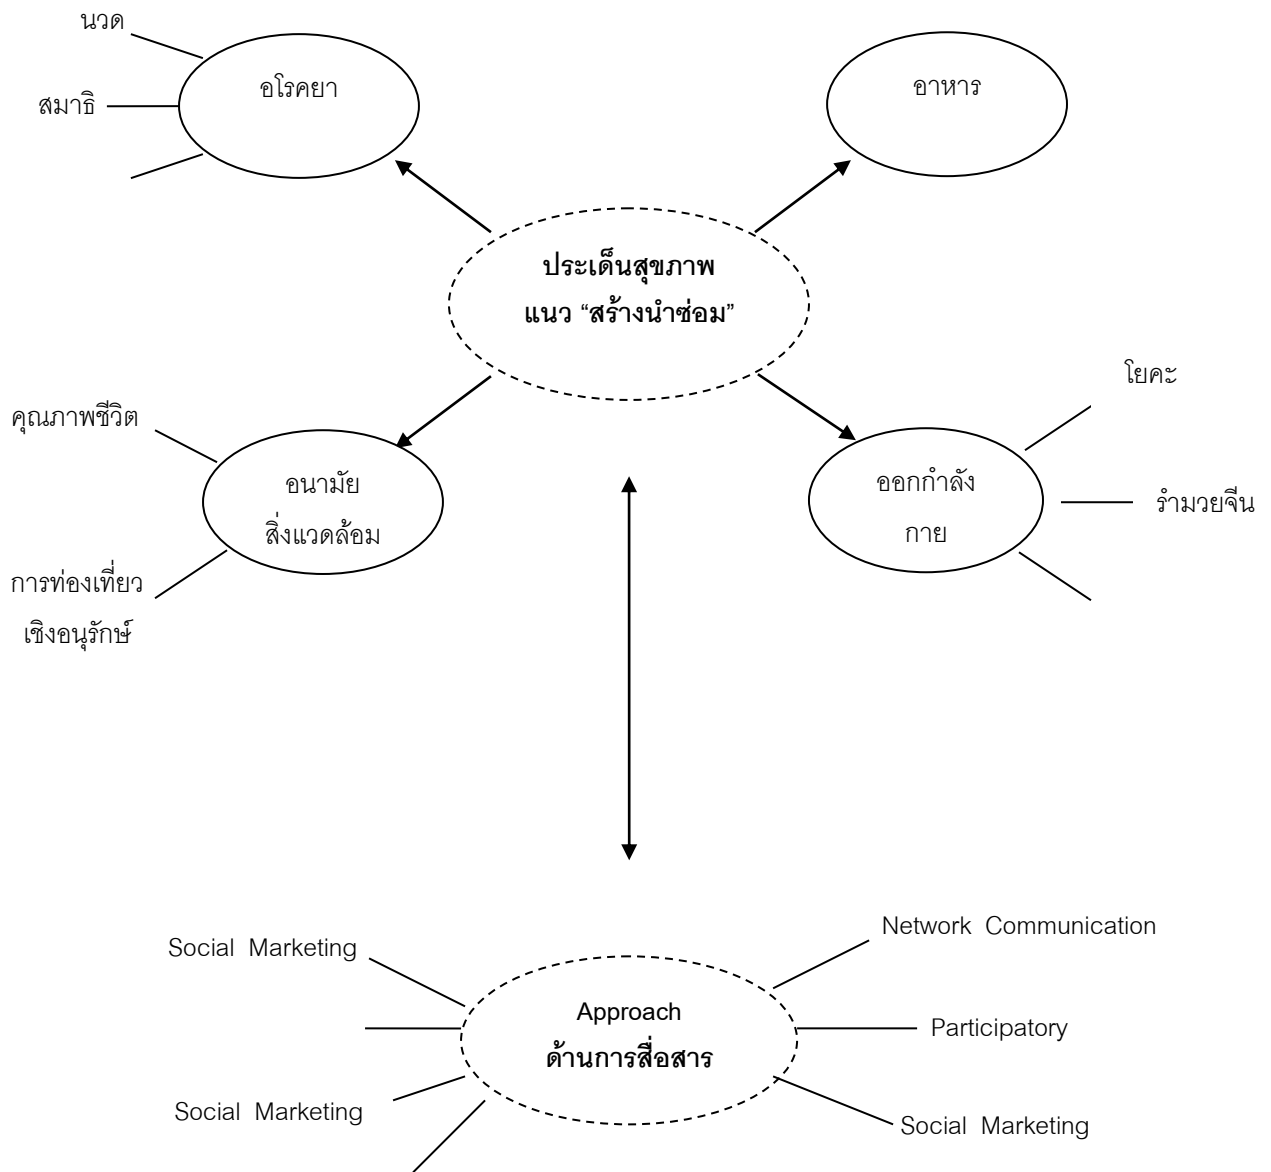 นวด
อโรคยา
อาหาร
สมาธิ
ประเด็นสุขภาพ
แนว “สร้างนำซ่อม”
โยคะ
คุณภาพชีวิต
อนามัย
สิ่งแวดล้อม
ออกกำลัง
กาย
รำมวยจีน
การท่องเที่ยว
เชิงอนุรักษ์
Network Communication
Social Marketing
Approach
ด้านการสื่อสาร
Participatory
Social Marketing
Social Marketing